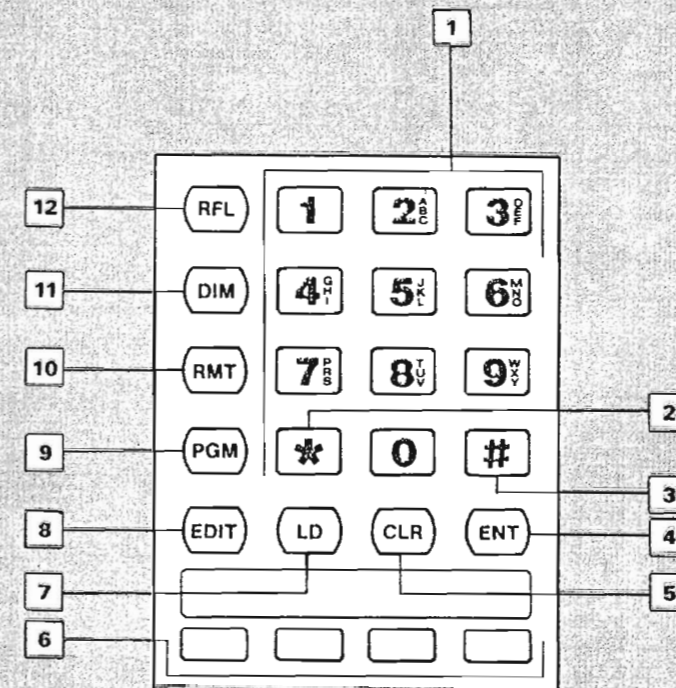 1
12 RFL 1 2 ABC 3 DEF
11 DIM 4 GHI 5 JKL 6 MNO
10 RMT 7 PRS 8 TUV 9 WXY
2
9 PGM * 0 #
3
8 EDIT LD CLR ENT 4
7 5
6